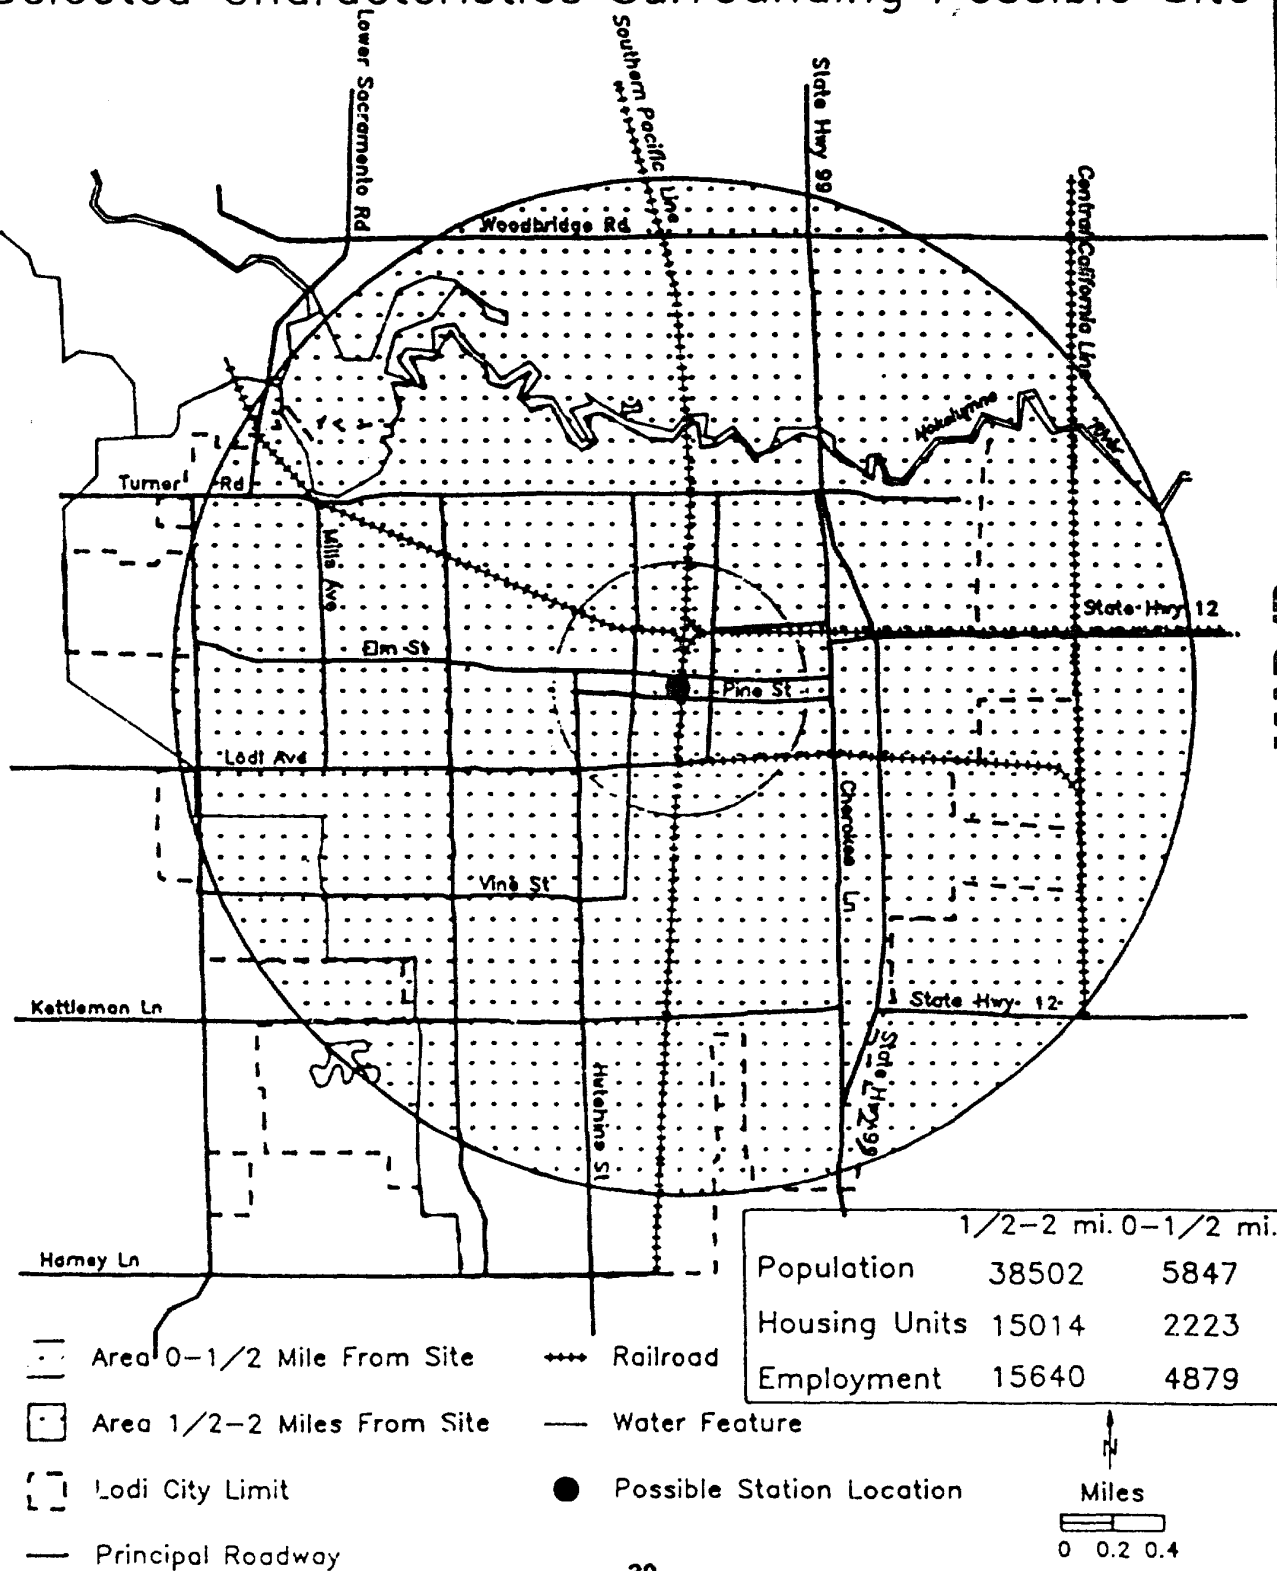 Selected Characteristics Surrounding Possible Site
Lower Sacramento Rd
Southern Pacific Line
State Hwy 99
Central California Line
Woodbridge Rd
Mokelumne River
Turner Rd
Mills Ave
State Hwy 12
Elm St
Pine St
Lodi Ave
Cherokee Ln
Vine St
Kettleman Ln
State Hwy 12
State Hwy 99
Hutchins St
Harney Ln
1/2-2 mi. 0-1/2 mi.
Population 38502 5847
Housing Units 15014 2223
Employment 15640 4879
Area 0-1/2 Mile From Site
Railroad
Area 1/2-2 Miles From Site
Water Feature
Lodi City Limit
Possible Station Location
Principal Roadway
N
Miles
0 0.2 0.4